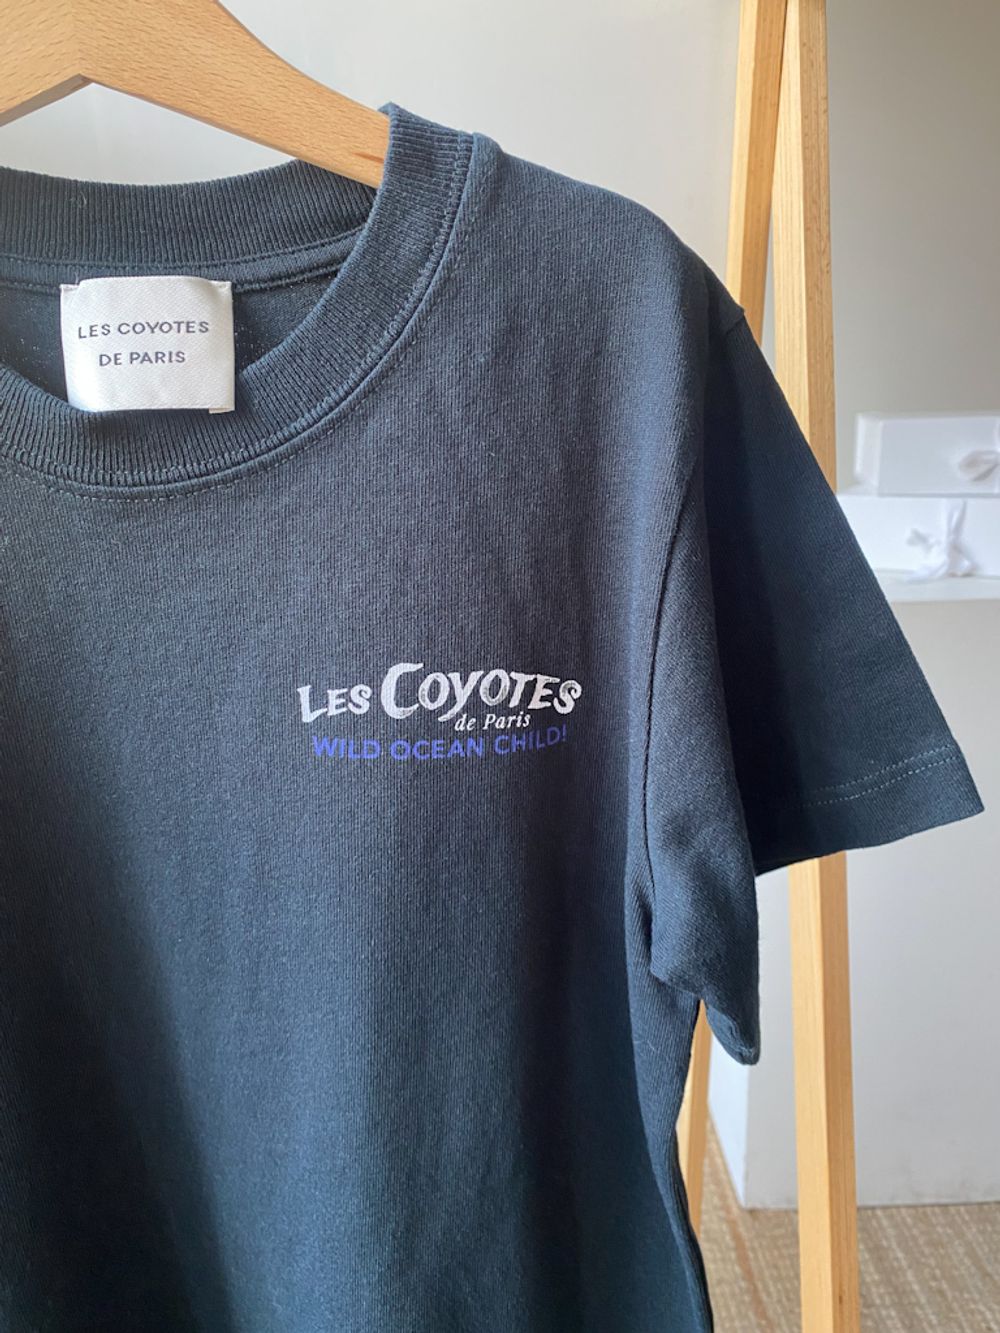 LES COYOTES
DE PARIS
LES COYOTES
de Paris
WILD OCEAN CHILD!